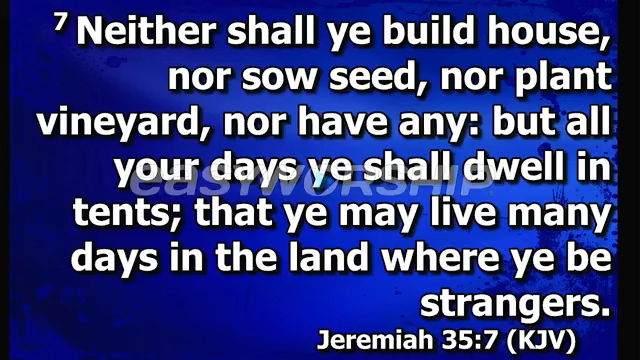 7 Neither shall ye build house,
nor sow seed, nor plant
vineyard, nor have any: but all
your days ye shall dwell in
EASYWORSHIP
tents; that ye may live many
days in the land where ye be
strangers.
Jeremiah 35:7 (KJV)